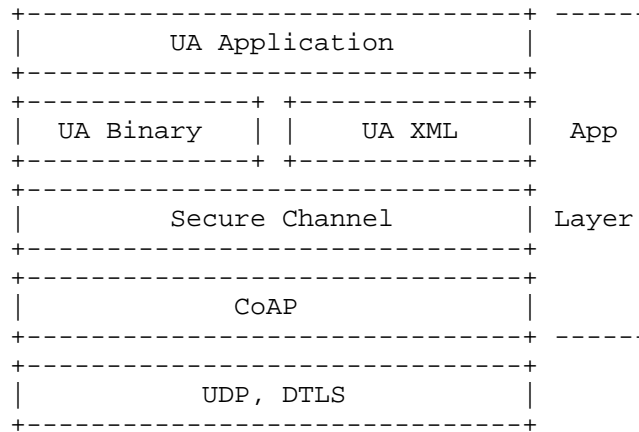 +--------------------------------+ ------
|          UA Application        |
+--------------------------------+
+---------------+ +---------------+
|  UA Binary   | |    UA XML    |  App
+---------------+ +---------------+
+--------------------------------+
|         Secure Channel         | Layer
+--------------------------------+
+--------------------------------+
|             CoAP               |
+--------------------------------+ ------
+--------------------------------+
|           UDP, DTLS            |
+--------------------------------+